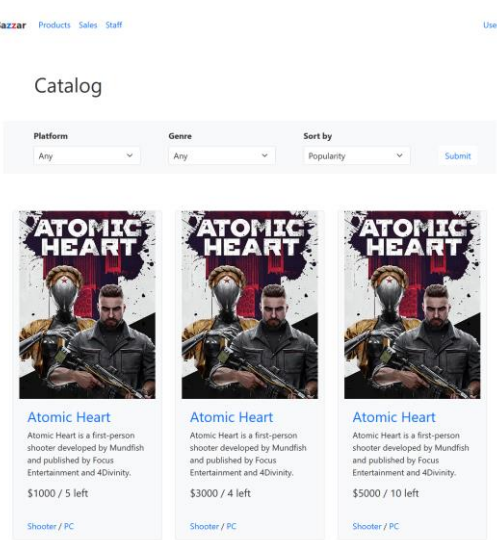 Bazzar Products Sales Staff Use
Catalog
Platform Genre Sort by
Any Any Popularity Submit
ATOMIC HEART ATOMIC HEART ATOMIC HEART
Atomic Heart
Atomic Heart is a first-person
shooter developed by Mundfish
and published by Focus
Entertainment and 4Divinity.
$1000 / 5 left
Shooter / PC
Atomic Heart
Atomic Heart is a first-person
shooter developed by Mundfish
and published by Focus
Entertainment and 4Divinity.
$3000 / 4 left
Shooter / PC
Atomic Heart
Atomic Heart is a first-person
shooter developed by Mundfish
and published by Focus
Entertainment and 4Divinity.
$5000 / 10 left
Shooter / PC